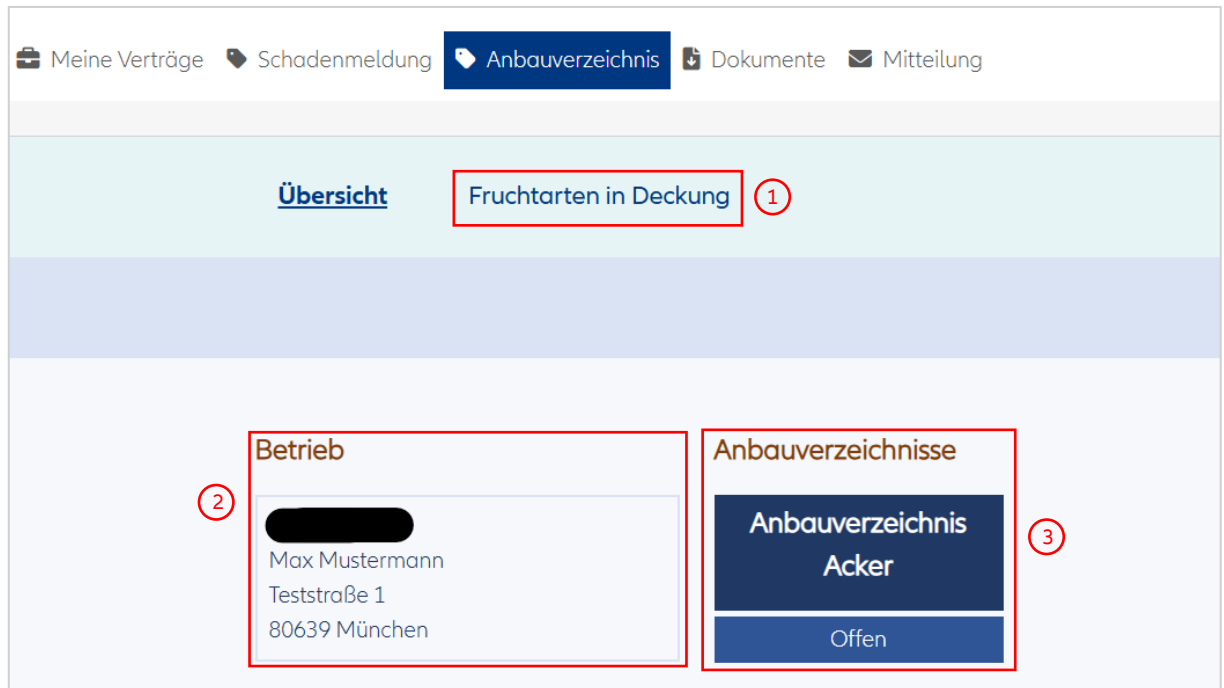 Meine Verträge Schadenmeldung Anbauverzeichnis Dokumente Mitteilung
Übersicht Fruchtarten in Deckung 1
Betrieb
2
Max Mustermann
Teststraße 1
80639 München
Anbauverzeichnisse
Anbauverzeichnis
Acker
Offen
3